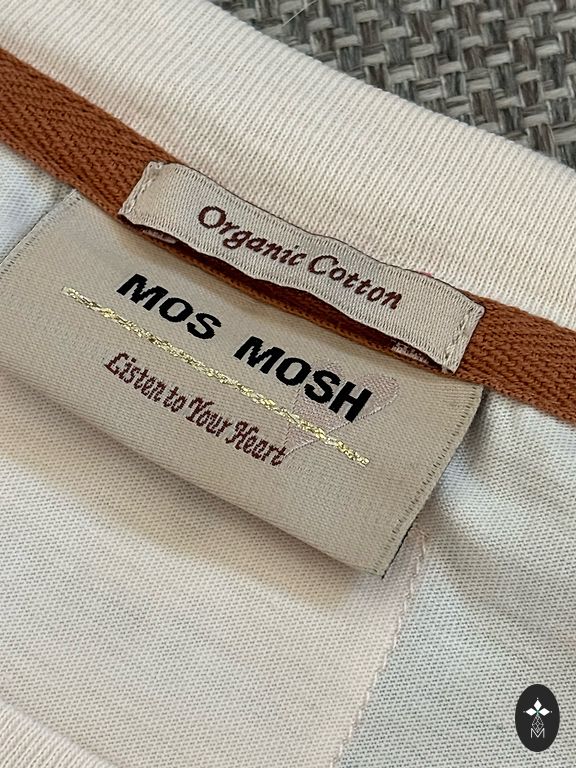 Organic Cotton
MOS MOSH
Listen to Your Heart
M